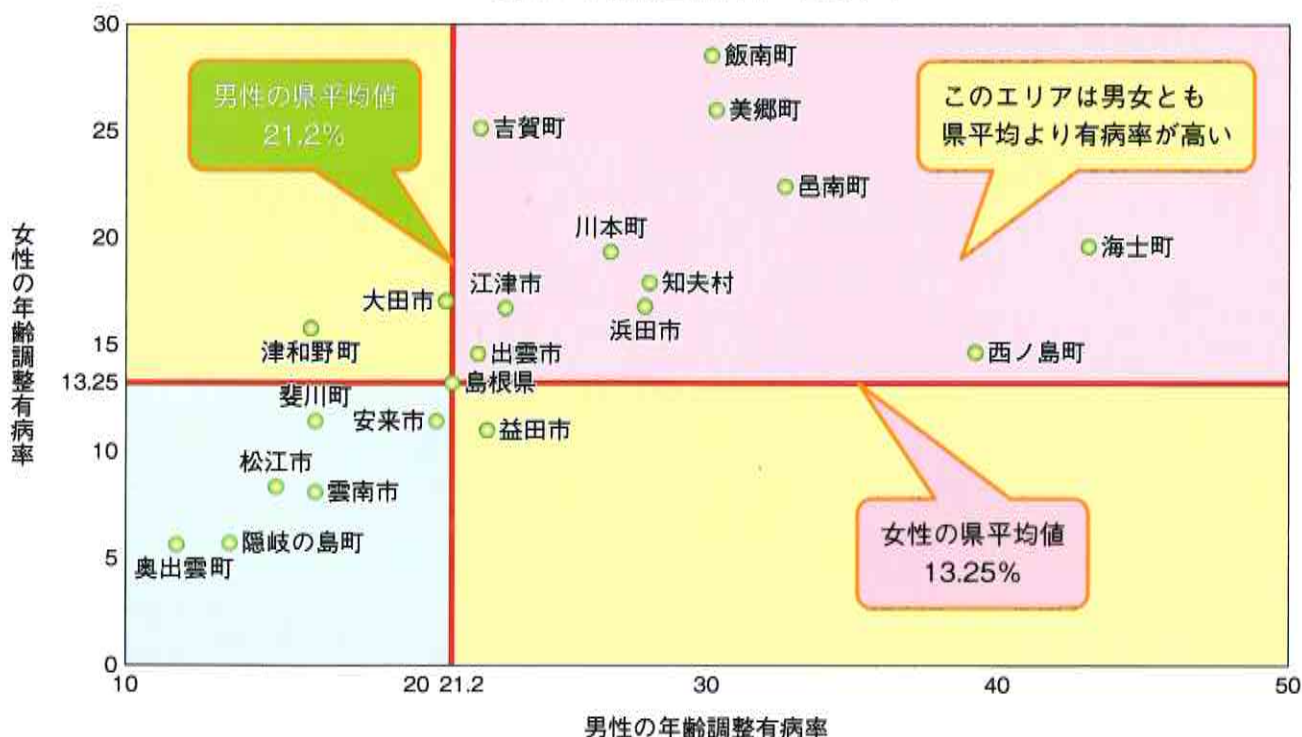 30
25
20
15
13.25
10
5
0
女性の年齢調整有病率
男性の県平均値
21.2%
このエリアは男女とも
県平均より有病率が高い
飯南町
美郷町
吉賀町
邑南町
川本町
海士町
知夫村
江津市
大田市
浜田市
津和野町
出雲市
西ノ島町
島根県
斐川町
安来市
益田市
松江市
雲南市
隠岐の島町
奥出雲町
女性の県平均値
13.25%
10
20
21.2
30
40
50
男性の年齢調整有病率